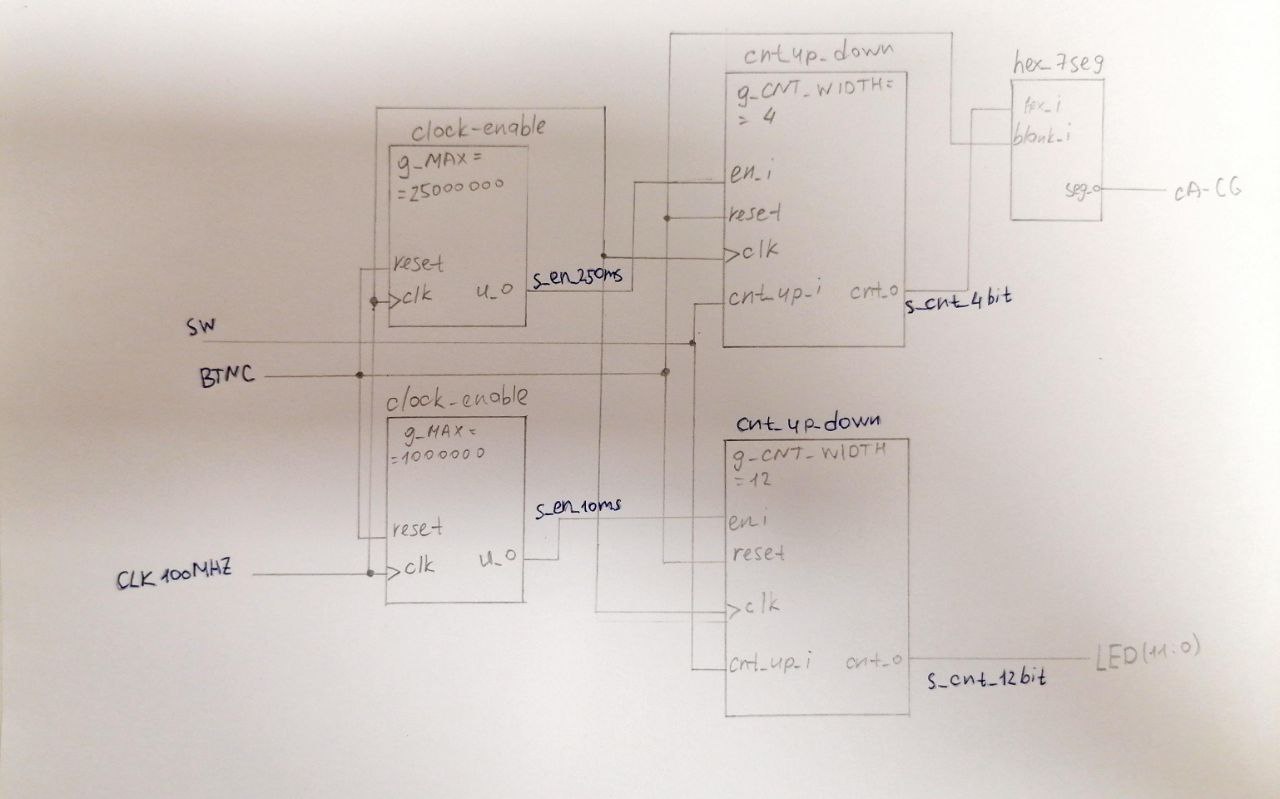 cnt_up_down
g_CNT_WIDTH=
= 4
en_i
reset
clk
cnt_up_i cnt_o
s_cnt_4bit
hex_7seg
hex_i
blank_i
seg_o
CA-CG
clock-enable
g_MAX=
=25000000
reset
clk u_o
s_en_250ms
SW
BTNC
clock-enable
g_MAX=
=1000000
reset
clk u_o
s_en_10ms
CLK100MHZ
cnt_up_down
g_CNT_WIDTH
=12
en_i
reset
clk
cnt_up_i cnt_o
s_cnt_12bit
LED(11:0)